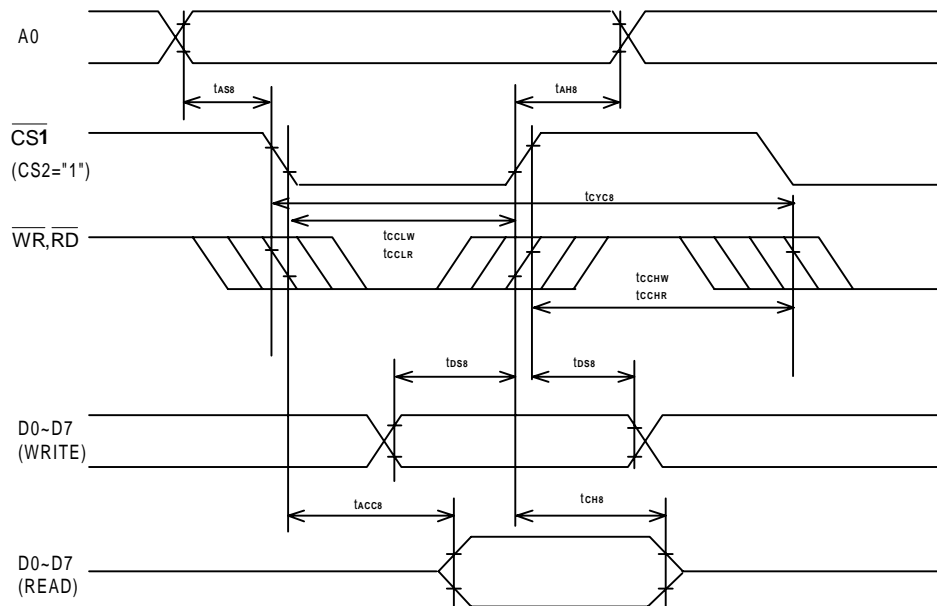 A0
tAS8
tAH8
CS1
(CS2="1")
tCYC8
WR,RD
tCCLW
tCCLR
tCCHW
tCCHR
tDS8
tDS8
D0~D7
(WRITE)
tACC8
tCH8
D0~D7
(READ)